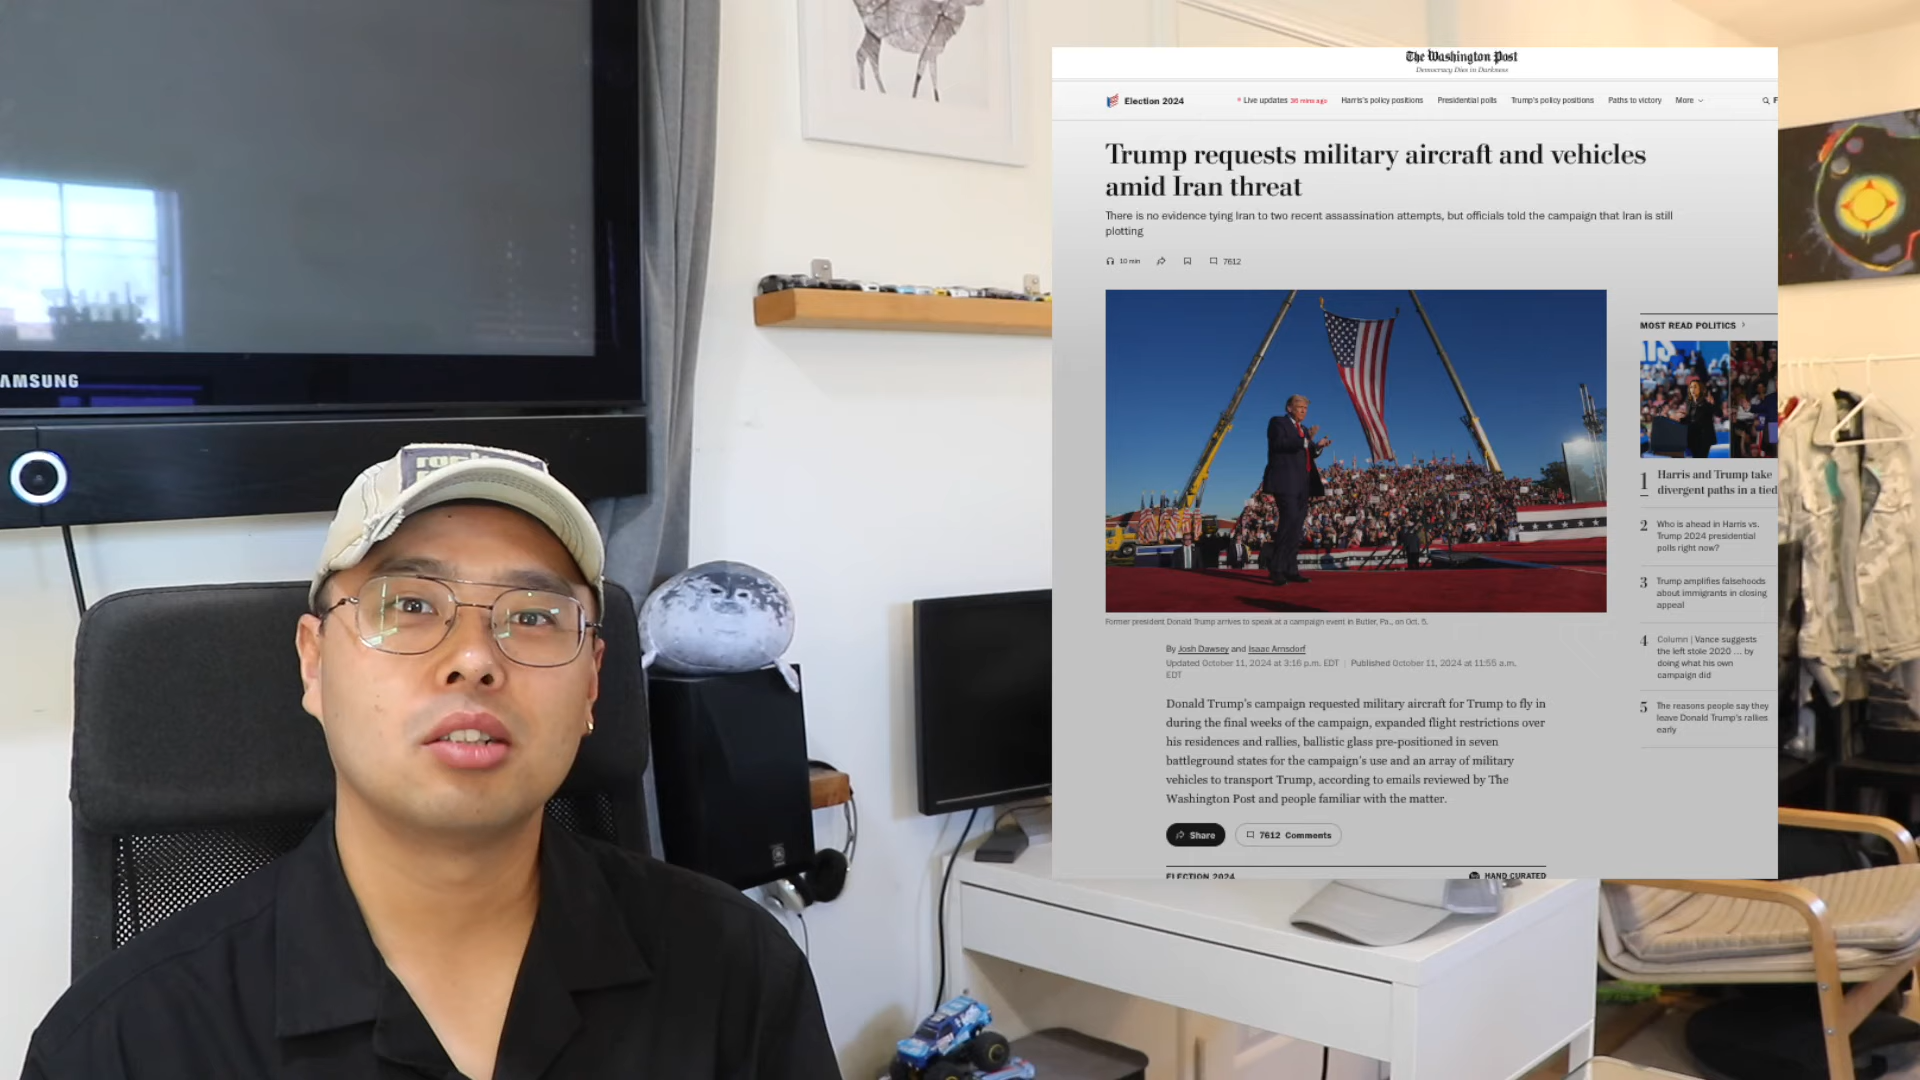 AMSUNG
The Washington Post
Democracy Dies in Darkness
Election 2024
Live updates 36 mins ago
Harris's policy positions
Presidential polls
Trump's policy positions
Paths to victory
More
F
Trump requests military aircraft and vehicles
amid Iran threat
There is no evidence tying Iran to two recent assassination attempts, but officials told the campaign that Iran is still
plotting
10 min
7612
Former president Donald Trump arrives to speak at a campaign event in Butler, Pa., on Oct. 5.
By Josh Dawsey and Isaac Arnsdorf
Updated October 11, 2024 at 3:16 p.m. EDT | Published October 11, 2024 at 11:55 a.m.
EDT
Donald Trump's campaign requested military aircraft for Trump to fly in
during the final weeks of the campaign, expanded flight restrictions over
his residences and rallies, ballistic glass pre-positioned in seven
battleground states for the campaign's use and an array of military
vehicles to transport Trump, according to emails reviewed by The
Washington Post and people familiar with the matter.
Share
7612 Comments
ELECTION 2024
HAND CURATED
MOST READ POLITICS
1 Harris and Trump take
divergent paths in a tied
2 Who is ahead in Harris vs.
Trump 2024 presidential
polls right now?
3 Trump amplifies falsehoods
about immigrants in closing
appeal
4 Column | Vance suggests
the left stole 2020 ... by
doing what his own
campaign did
5 The reasons people say they
leave Donald Trump's rallies
early